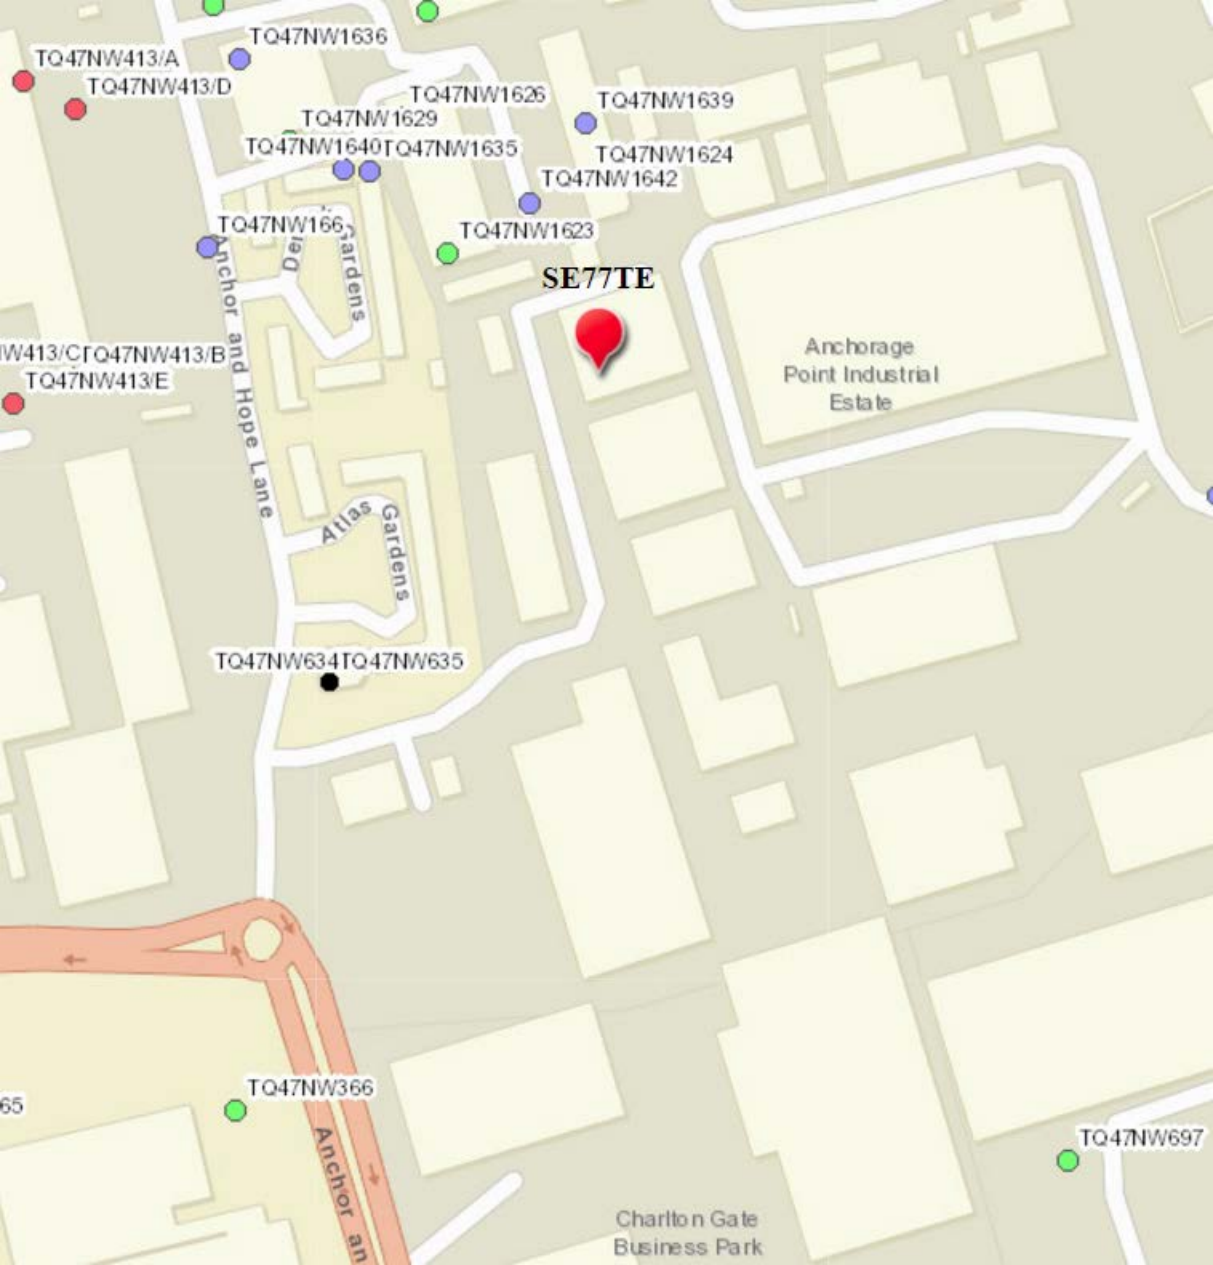 TQ47NW1636
TQ47NW413/A
TQ47NW413/D
TQ47NW1626
TQ47NW1639
TQ47NW1629
TQ47NW1640
TQ47NW1635
TQ47NW1624
TQ47NW1642
TQ47NW166
TQ47NW1623
Gardens
SE77TE
Anchor and Hope Lane
W413/C
TQ47NW413/B
TQ47NW413/E
Anchorage
Point Industrial
Estate
Atlas
Gardens
TQ47NW634
TQ47NW635
TQ47NW366
65
Anchor an
TQ47NW697
Charlton Gate
Business Park